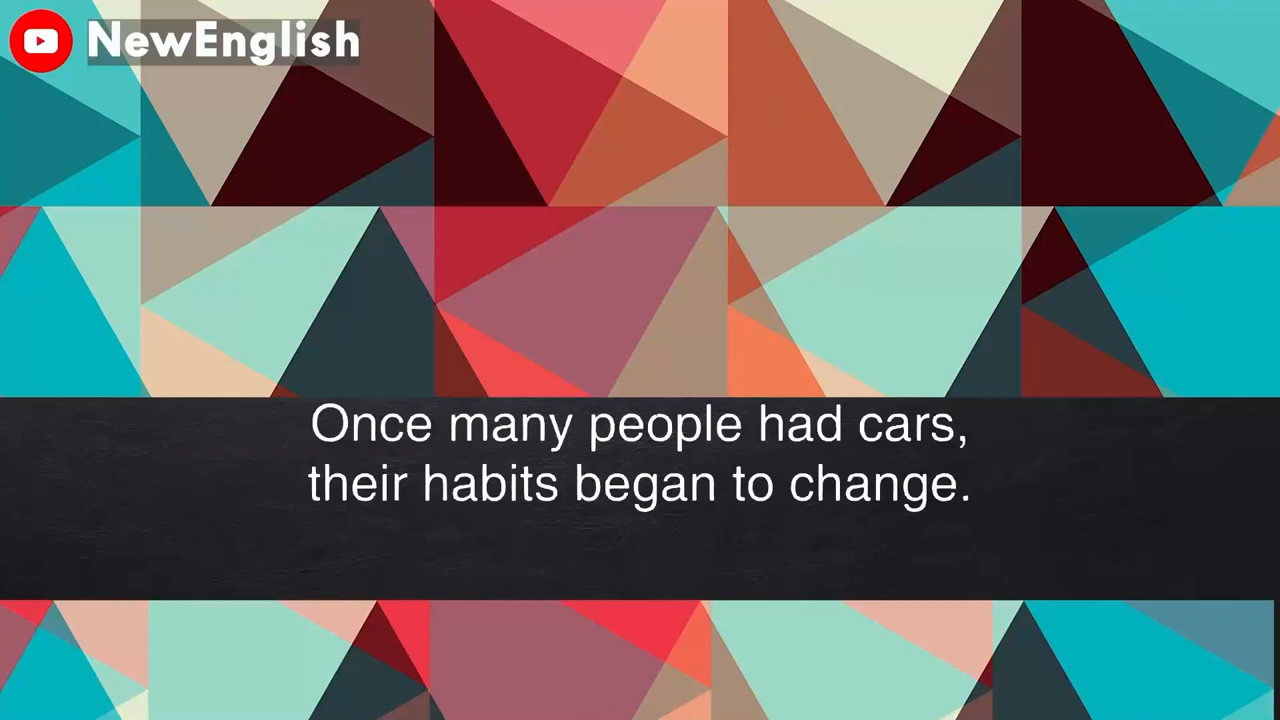 NewEnglish
Once many people had cars,
their habits began to change.